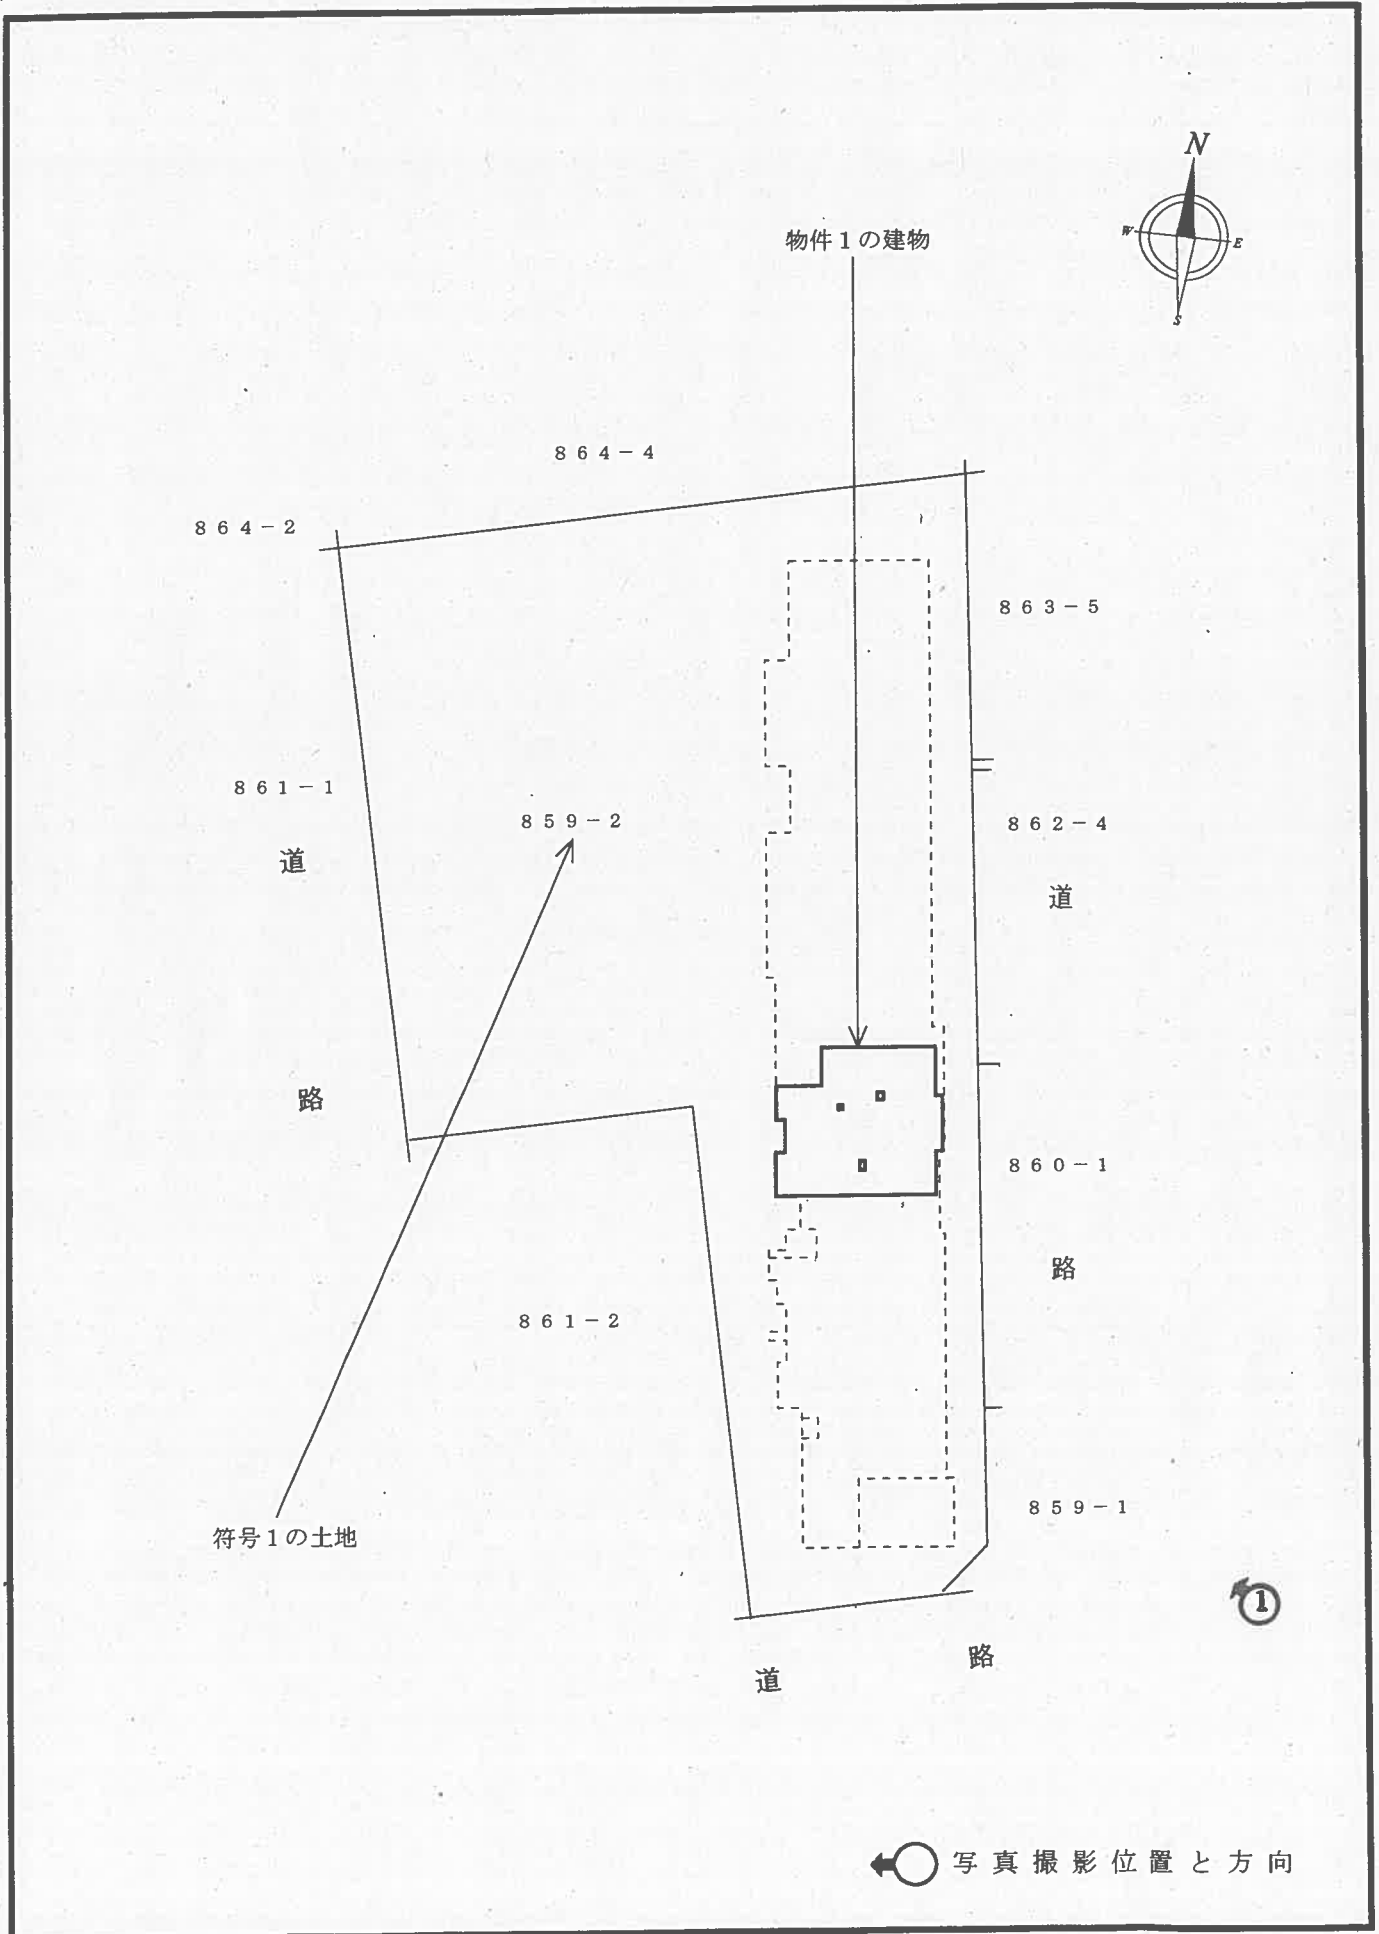 N
物件１の建物
W
E
S
８６４－４
８６４－２
８６３－５
８６１－１
８５９－２
８６２－４
道
道
路
８６０－１
路
８６１－２
８５９－１
符号１の土地
1
路
道
写真撮影位置と方向